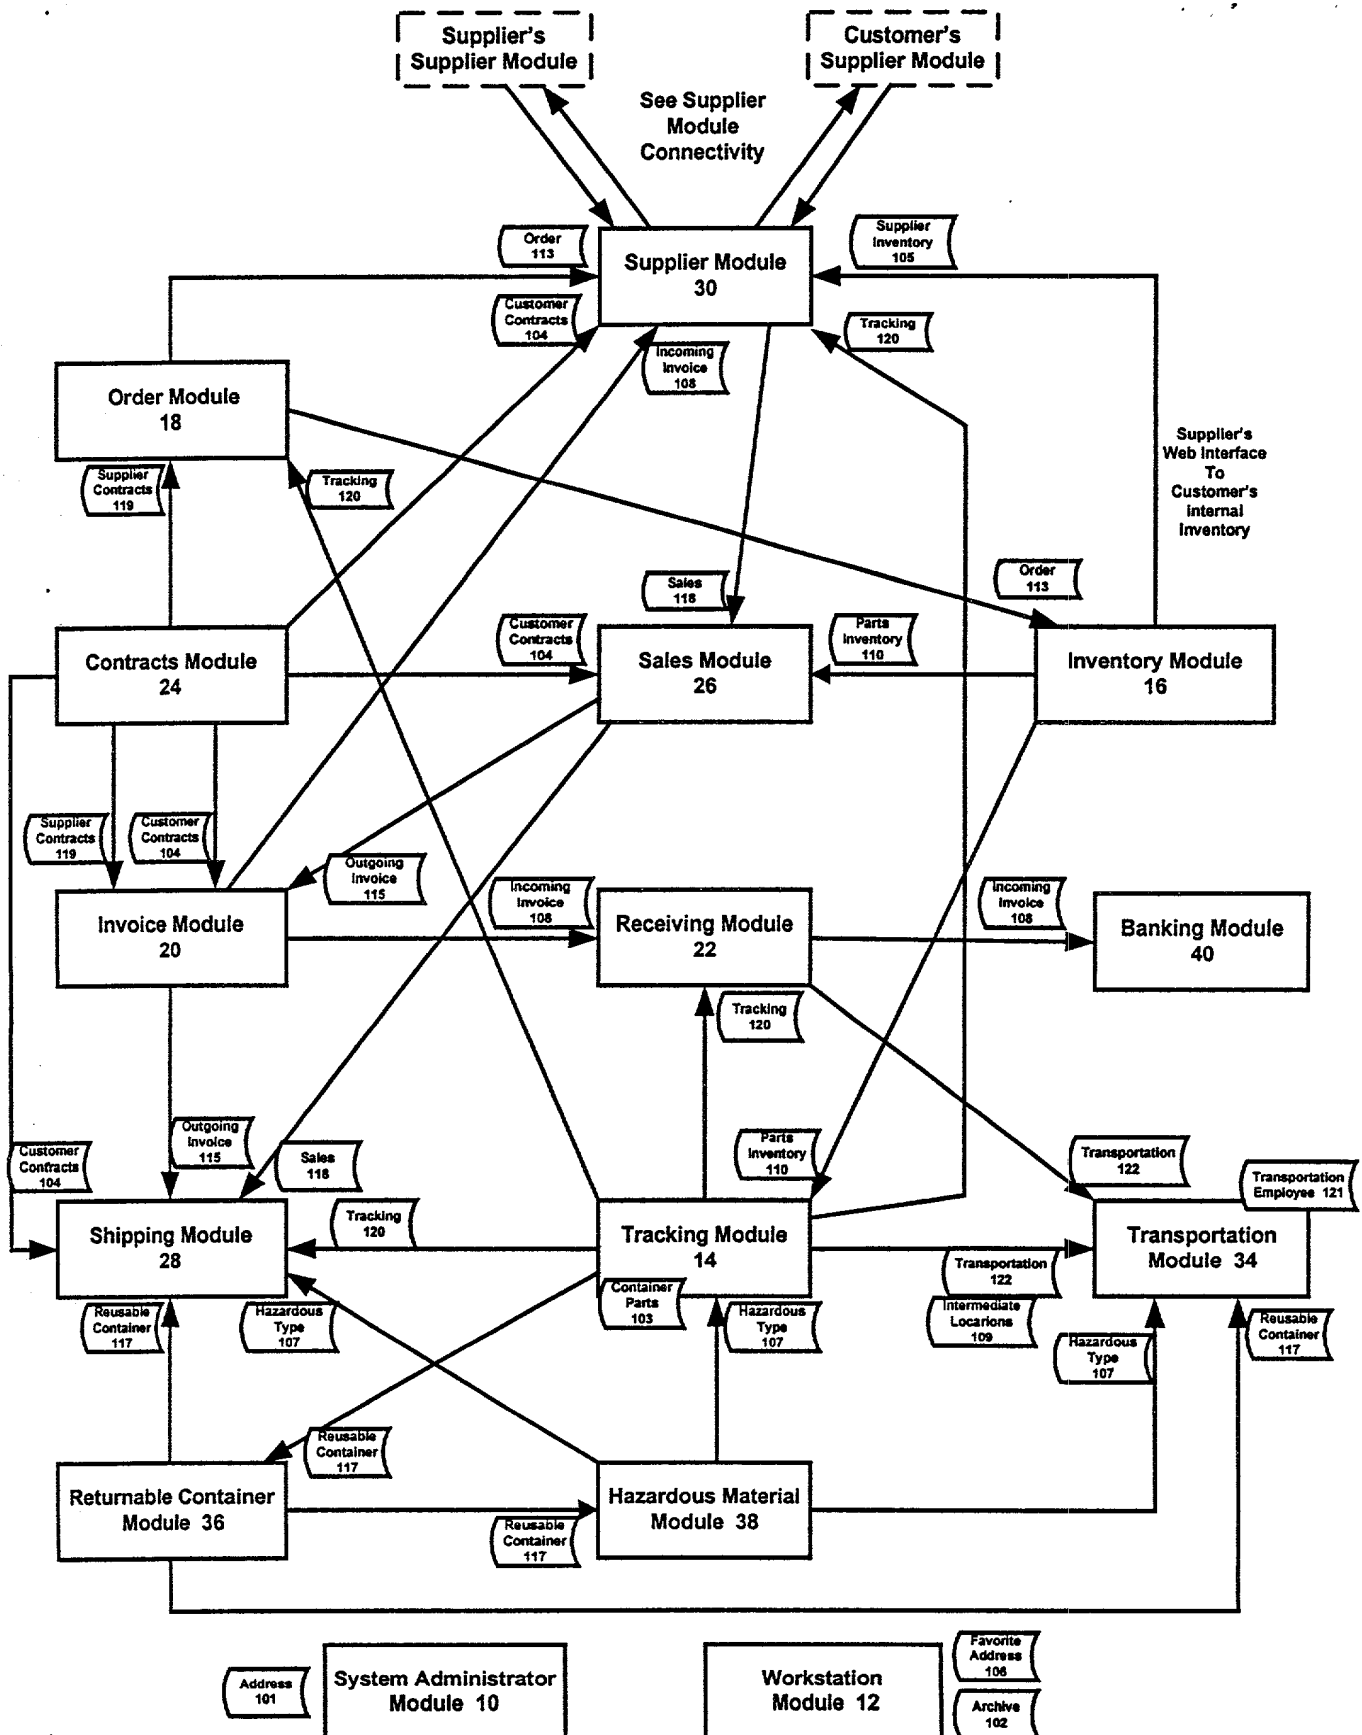 Supplier's
Supplier Module
Customer's
Supplier Module
See Supplier
Module
Connectivity
Order
113
Supplier Module
30
Supplier
Inventory
105
Customer
Contracts
104
Incoming
Invoice
108
Tracking
120
Order Module
18
Supplier's
Web Interface
To
Customer's
Internal
Inventory
Supplier
Contracts
119
Tracking
120
Order
113
Sales
118
Customer
Contracts
104
Parts
Inventory
110
Contracts Module
24
Sales Module
26
Inventory Module
16
Supplier
Contracts
119
Customer
Contracts
104
Outgoing
Invoice
115
Incoming
Invoice
108
Incoming
Invoice
108
Invoice Module
20
Receiving Module
22
Banking Module
40
Tracking
120
Customer
Contracts
104
Outgoing
Invoice
115
Sales
118
Parts
Inventory
110
Transportation
122
Transportation
Employee 121
Tracking
120
Shipping Module
28
Tracking Module
14
Transportation
Module 34
Transportation
122
Container
Parts
103
Reusable
Container
117
Hazardous
Type
107
Hazardous
Type
107
Intermediate
Locarions
109
Hazardous
Type
107
Reusable
Container
117
Reusable
Container
117
Returnable Container
Module 36
Hazardous Material
Module 38
Reusable
Container
117
Address
101
System Administrator
Module 10
Workstation
Module 12
Favorite
Address
106
Archive
102